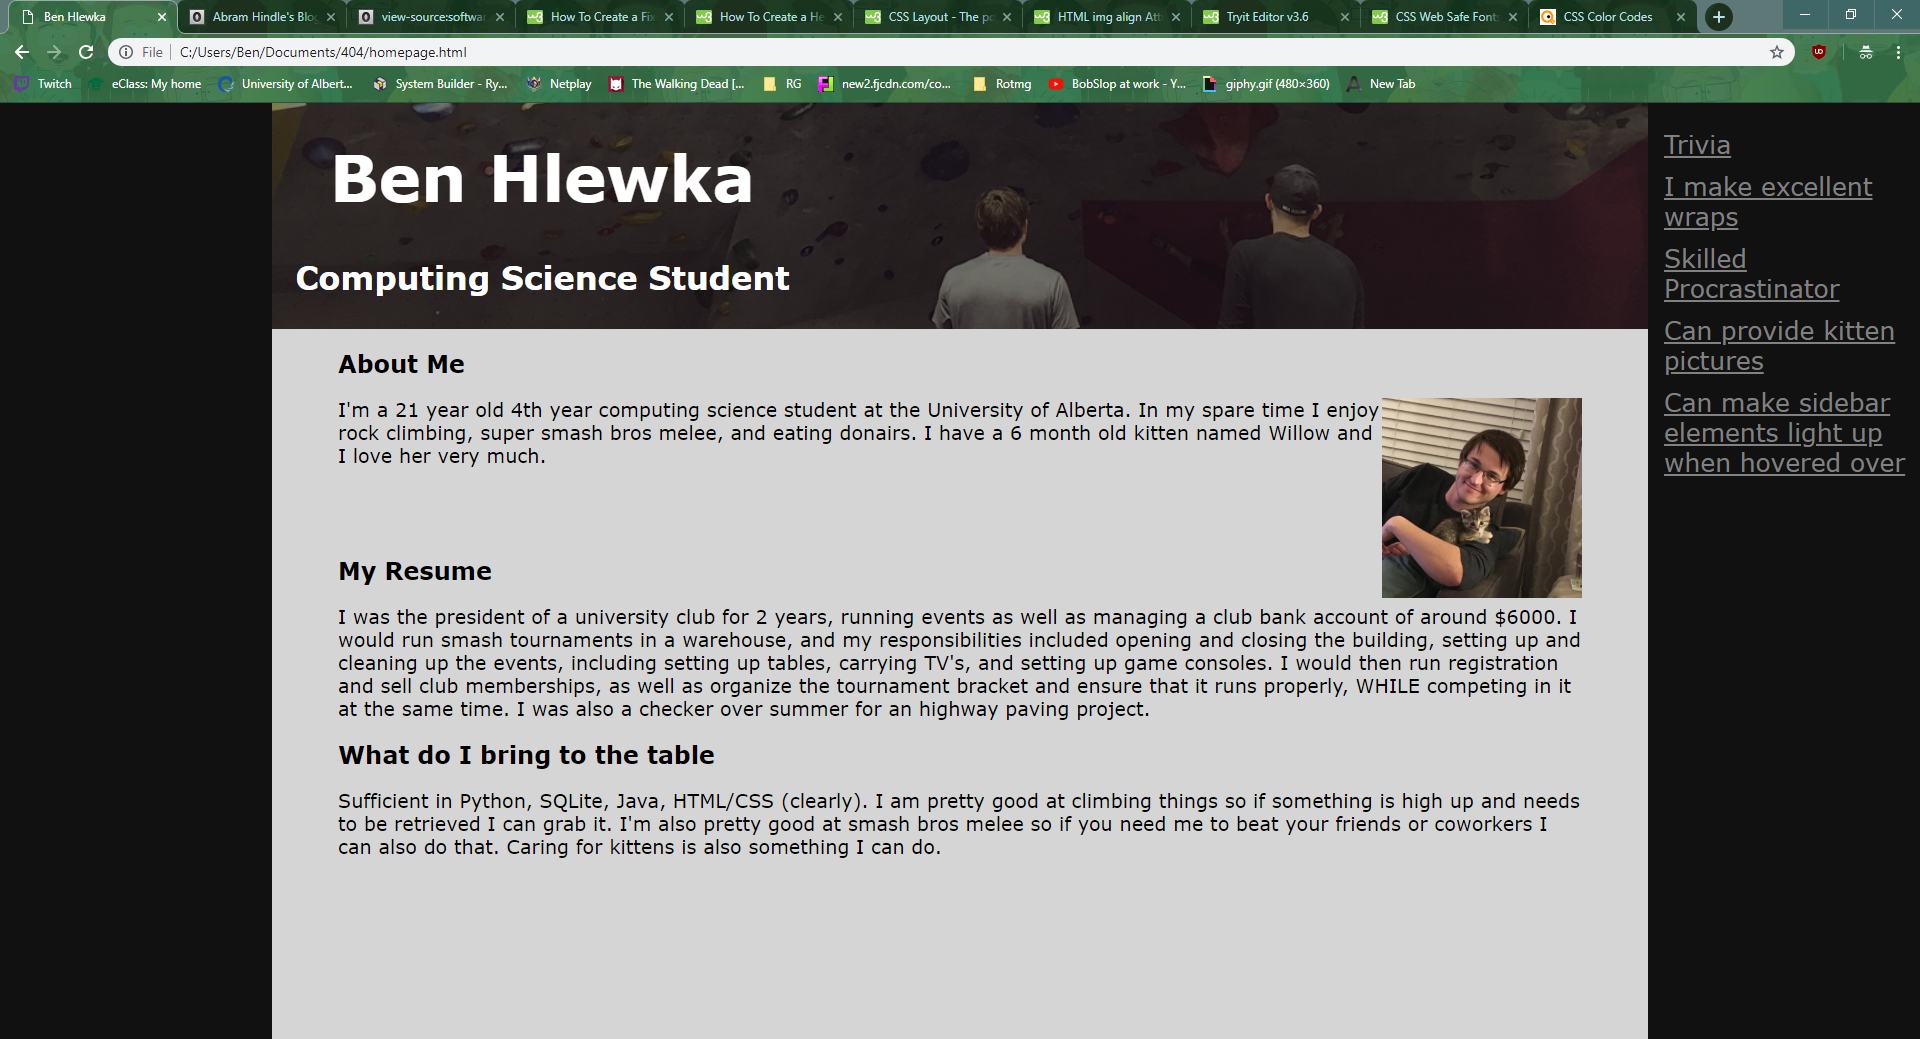 Ben Hlewka
Abram Hindle's Blo
view-source:softwar
How To Create a Fix
How To Create a He
CSS Layout - The po
HTML img align Att
Tryit Editor v3.6
CSS Web Safe Font
CSS Color Codes
File C:/Users/Ben/Documents/404/homepage.html
Twitch
eClass: My home
University of Albert...
System Builder - Ry...
Netplay
The Walking Dead [...
RG
new2.fjcdn.com/co...
Rotmg
BobSlop at work - Y...
giphy.gif (480×360)
New Tab
Ben Hlewka
Computing Science Student
About Me
I'm a 21 year old 4th year computing science student at the University of Alberta. In my spare time I enjoy
rock climbing, super smash bros melee, and eating donairs. I have a 6 month old kitten named Willow and
I love her very much.
My Resume
I was the president of a university club for 2 years, running events as well as managing a club bank account of around $6000. I
would run smash tournaments in a warehouse, and my responsibilities included opening and closing the building, setting up and
cleaning up the events, including setting up tables, carrying TV's, and setting up game consoles. I would then run registration
and sell club memberships, as well as organize the tournament bracket and ensure that it runs properly, WHILE competing in it
at the same time. I was also a checker over summer for an highway paving project.
What do I bring to the table
Sufficient in Python, SQLite, Java, HTML/CSS (clearly). I am pretty good at climbing things so if something is high up and needs
to be retrieved I can grab it. I'm also pretty good at smash bros melee so if you need me to beat your friends or coworkers I
can also do that. Caring for kittens is also something I can do.
Trivia
I make excellent
wraps
Skilled
Procrastinator
Can provide kitten
pictures
Can make sidebar
elements light up
when hovered over